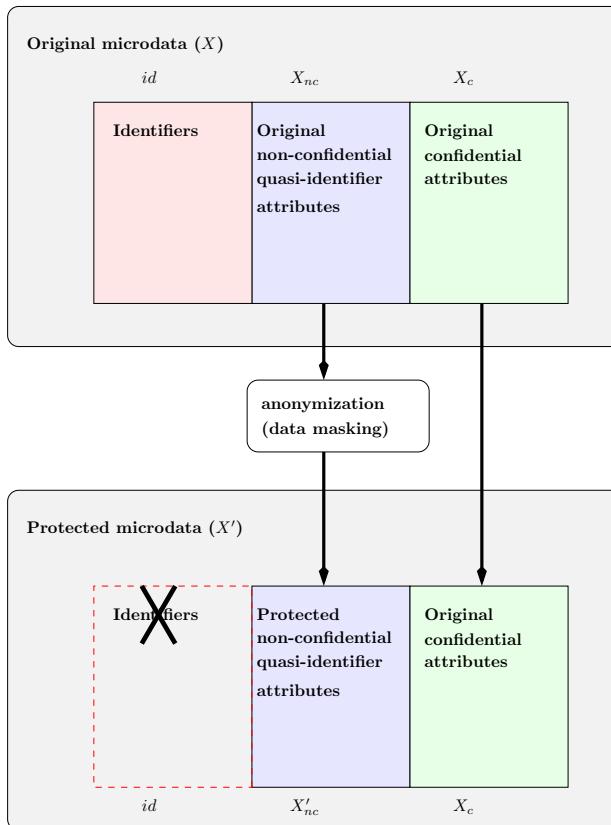 Original microdata (X)
id X_nc X_c
Identifiers
Original
non-confidential
quasi-identifier
attributes
Original
confidential
attributes
anonymization
(data masking)
Protected microdata (X′)
Identifiers
Protected
non-confidential
quasi-identifier
attributes
Original
confidential
attributes
id X′_nc X_c